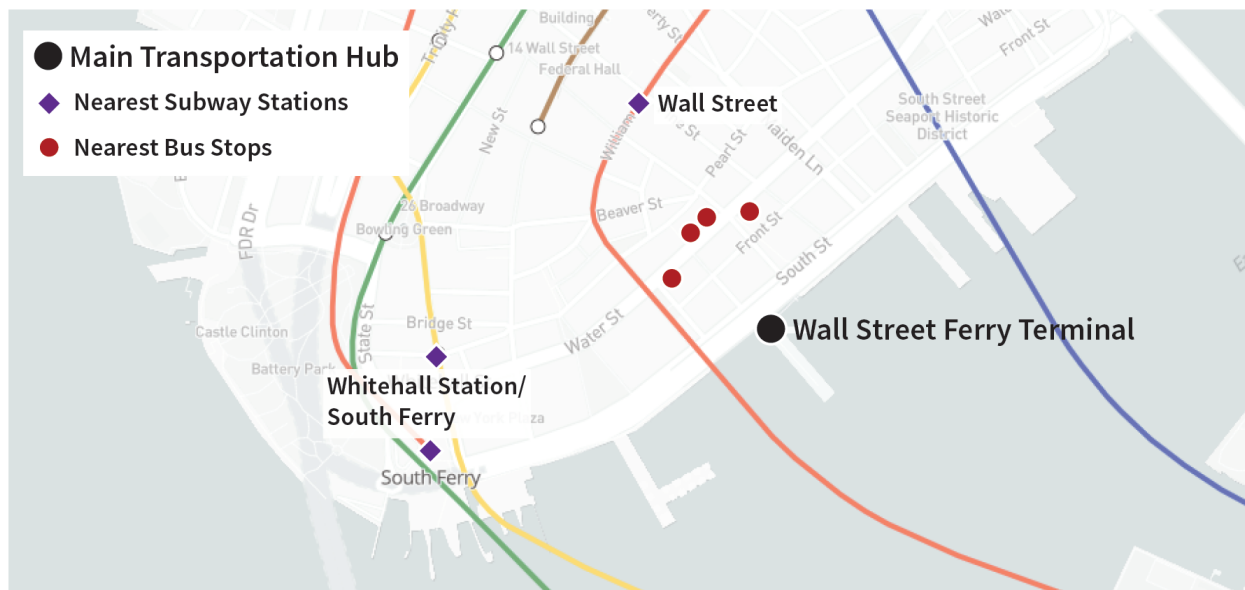 Main Transportation Hub
Nearest Subway Stations
Nearest Bus Stops
Building
14 Wall Street
Federal Hall
New St
Wall Street
William
Pearl St
Front St
South Street
Seaport Historic
District
26 Broadway
Bowling Green
Beaver St
Front St
South St
FDR Dr
Castle Clinton
State St
Bridge St
Water St
Wall Street Ferry Terminal
Battery Park
Whitehall Station/
South Ferry
South Ferry